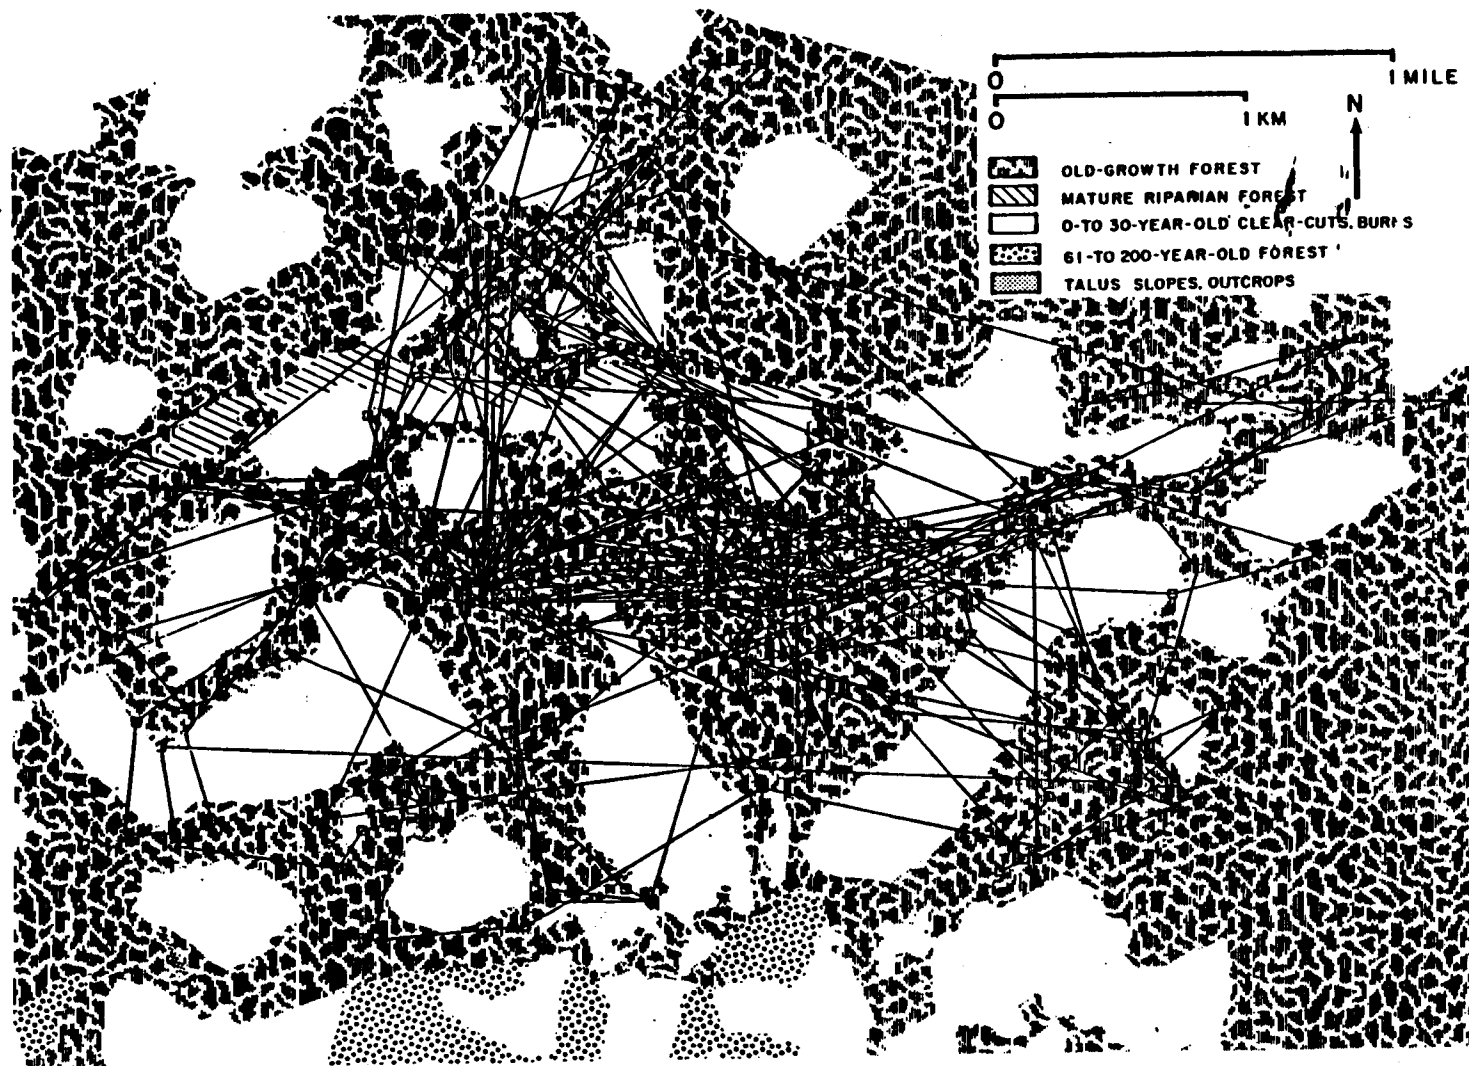 0 1 MILE
0 1 KM
N
OLD-GROWTH FOREST
MATURE RIPARIAN FOREST
0-TO 30-YEAR-OLD CLEAR-CUTS, BURNS
61-TO 200-YEAR-OLD FOREST
TALUS SLOPES, OUTCROPS